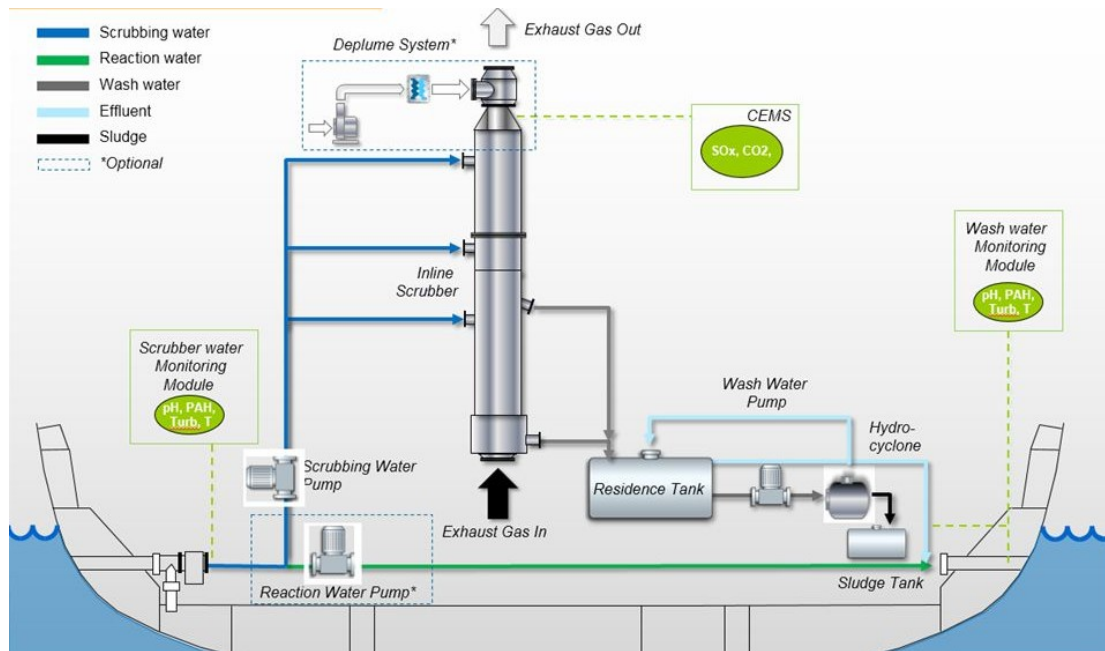 Scrubbing water
Reaction water
Wash water
Effluent
Sludge
*Optional
Deplume System*
Exhaust Gas Out
CEMS
SOx, CO2,
Wash water
Monitoring
Module
pH, PAH,
Turb, T
Inline
Scrubber
Scrubber water
Monitoring
Module
pH, PAH,
Turb, T
Wash Water
Pump
Hydro-
cyclone
Scrubbing Water
Pump
Residence Tank
Exhaust Gas In
Reaction Water Pump*
Sludge Tank